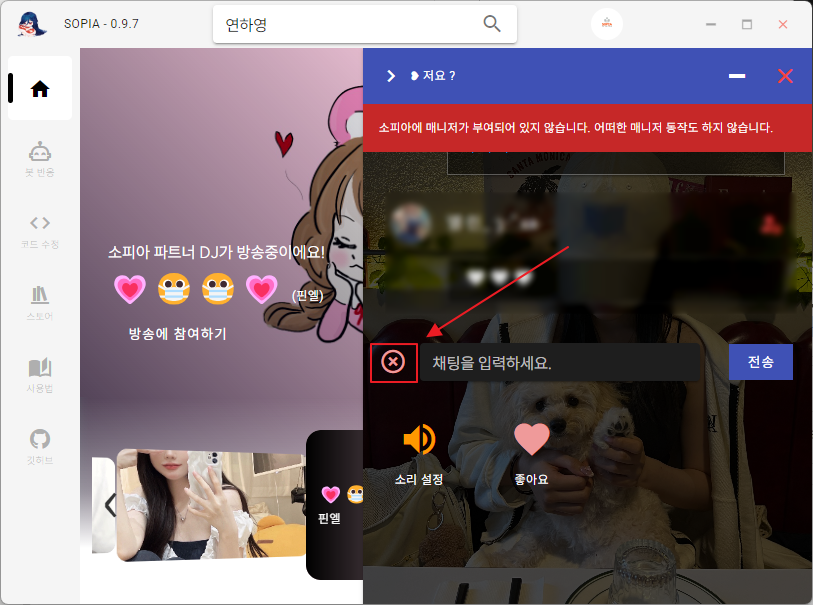 SOPIA - 0.9.7
연하영
봇 반응
코드 수정
스토어
사용법
깃허브
소피아 파트너 DJ가 방송중이에요!
💗 😷 😷 💗 (핀엘)
방송에 참여하기
💗 😷
핀엘
❥ 저요 ?
소피아에 매니저가 부여되어 있지 않습니다. 어떠한 매니저 동작도 하지 않습니다.
SANTA MONICA
채팅을 입력하세요.
전송
소리 설정
좋아요